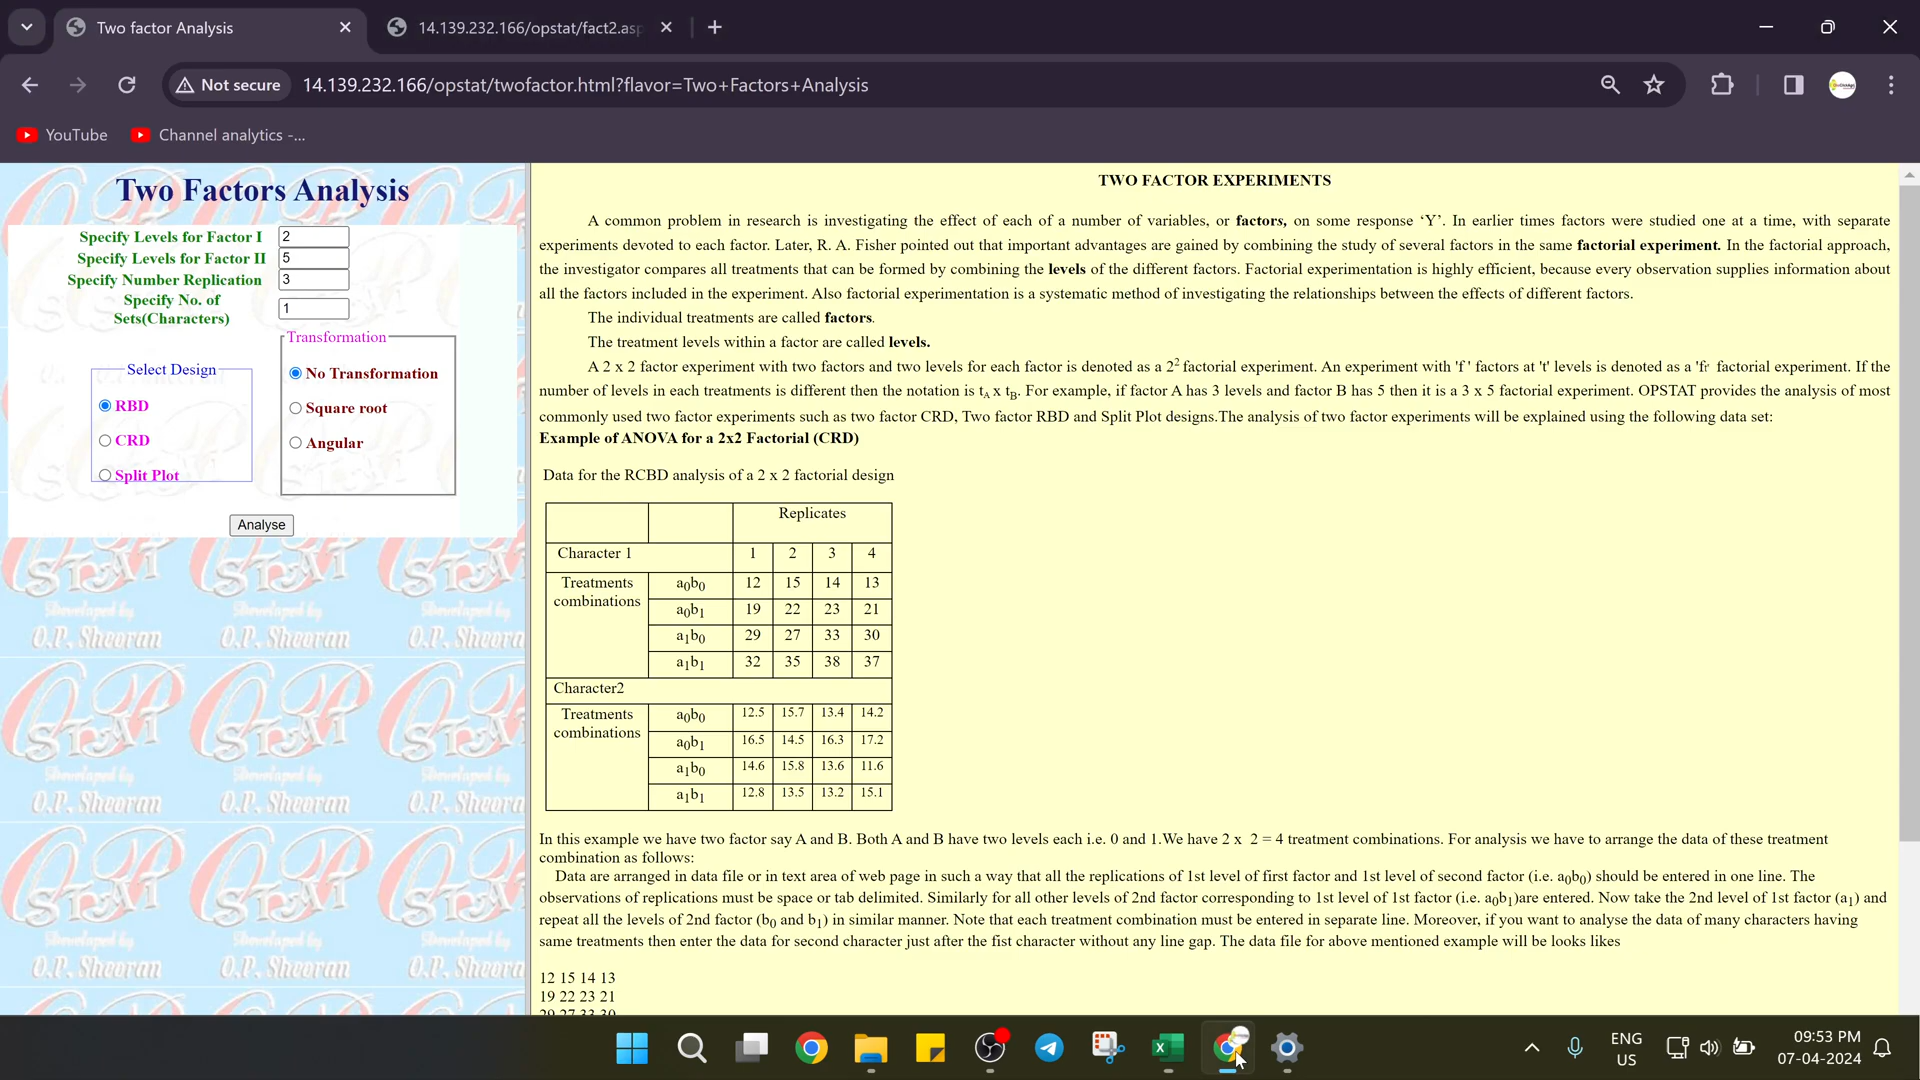 Two factor Analysis
14.139.232.166/opstat/fact2.asp
Not secure
14.139.232.166/opstat/twofactor.html?flavor=Two+Factors+Analysis
YouTube
Channel analytics -...
Two Factors Analysis
Specify Levels for Factor I 2
Specify Levels for Factor II 5
Specify Number Replication 3
Specify No. of
Sets(Characters) 1
Select Design
RBD
CRD
Split Plot
Transformation
No Transformation
Square root
Angular
Analyse
OP STAT
Developed by
O.P. Sheoran
TWO FACTOR EXPERIMENTS
A common problem in research is investigating the effect of each of a number of variables, or factors, on some response ‘Y’. In earlier times factors were studied one at a time, with separate
experiments devoted to each factor. Later, R. A. Fisher pointed out that important advantages are gained by combining the study of several factors in the same factorial experiment. In the factorial approach,
the investigator compares all treatments that can be formed by combining the levels of the different factors. Factorial experimentation is highly efficient, because every observation supplies information about
all the factors included in the experiment. Also factorial experimentation is a systematic method of investigating the relationships between the effects of different factors.
The individual treatments are called factors.
The treatment levels within a factor are called levels.
A 2 x 2 factor experiment with two factors and two levels for each factor is denoted as a 2² factorial experiment. An experiment with 'f ' factors at 't' levels is denoted as a factorial experiment. If the
number of levels in each treatments is different then the notation is tA x tB. For example, if factor A has 3 levels and factor B has 5 then it is a 3 x 5 factorial experiment. OPSTAT provides the analysis of most
commonly used two factor experiments such as two factor CRD, Two factor RBD and Split Plot designs.The analysis of two factor experiments will be explained using the following data set:
Example of ANOVA for a 2x2 Factorial (CRD)
Data for the RCBD analysis of a 2 x 2 factorial design
Replicates
Character 1 1 2 3 4
Treatments combinations a0b0 12 15 14 13
a0b1 19 22 23 21
a1b0 29 27 33 30
a1b1 32 35 38 37
Character2
Treatments combinations a0b0 12.5 15.7 13.4 14.2
a0b1 16.5 14.5 16.3 17.2
a1b0 14.6 15.8 13.6 11.6
a1b1 12.8 13.5 13.2 15.1
In this example we have two factor say A and B. Both A and B have two levels each i.e. 0 and 1.We have 2 x 2 = 4 treatment combinations. For analysis we have to arrange the data of these treatment
combination as follows:
Data are arranged in data file or in text area of web page in such a way that all the replications of 1st level of first factor and 1st level of second factor (i.e. a0b0) should be entered in one line. The
observations of replications must be space or tab delimited. Similarly for all other levels of 2nd factor corresponding to 1st level of 1st factor (i.e. a0b1)are entered. Now take the 2nd level of 1st factor (a1) and
repeat all the levels of 2nd factor (b0 and b1) in similar manner. Note that each treatment combination must be entered in separate line. Moreover, if you want to analyse the data of many characters having
same treatments then enter the data for second character just after the fist character without any line gap. The data file for above mentioned example will be looks likes
12 15 14 13
19 22 23 21
29 27 33 30
ENG
US
09:53 PM
07-04-2024